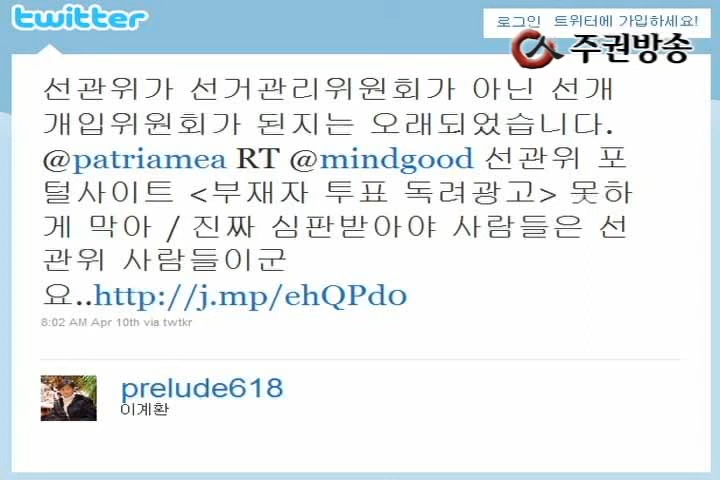 twitter
로그인 트위터에 가입하세요!
주권방송
선관위가 선거관리위원회가 아닌 선개
개입위원회가 된지는 오래되었습니다.
@patriamea RT @mindgood 선관위 포
털사이트 <부재자 투표 독려광고> 못하
게 막아 / 진짜 심판받아야 사람들은 선
관위 사람들이군
요..http://j.mp/ehQPdo
8:02 AM Apr 10th via twtkr
prelude618
이계환